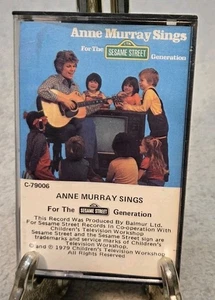 Anne Murray Sings
For The SESAME STREET Generation
C-79006
ANNE MURRAY SINGS
For The SESAME STREET Generation
This Record Was Produced By Balmur Ltd.
For Sesame Street Records In Co-operation With
Children's Television Workshop
Sesame Street and the Sesame Street sign are
trademarks and service marks of Children's
Television Workshop
© and ℗ 1979 Children's Television Workshop
All Rights Reserved